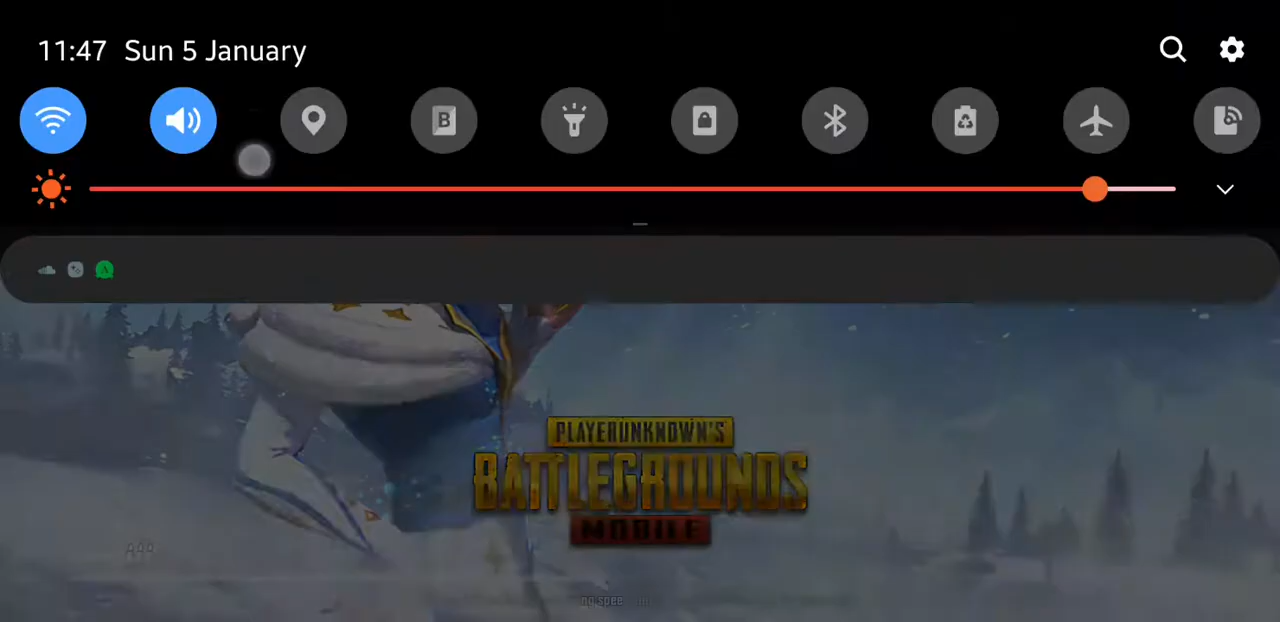 11:47 Sun 5 January
B
PLAYERUNKNOWN'S
BATTLEGROUNDS
MOBILE